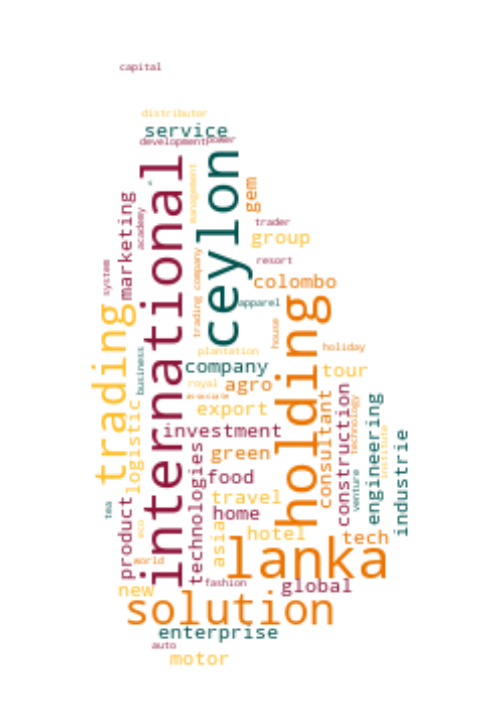 capital
distributor
service
development
power
international
ceylon
management
gem
marketing
academy
trader
group
resort
system
trading company
colombo
apparel
holding
trading
house
business
plantation
holiday
company
tour
royal
agro
associate
export
consultant
construction
technology
engineering
institute
logistic
investment
industrie
technologies
green
food
venture
travel
tea
product
eco
home
asia
hotel
tech
lanka
world
fashion
global
new
solution
enterprise
auto
motor